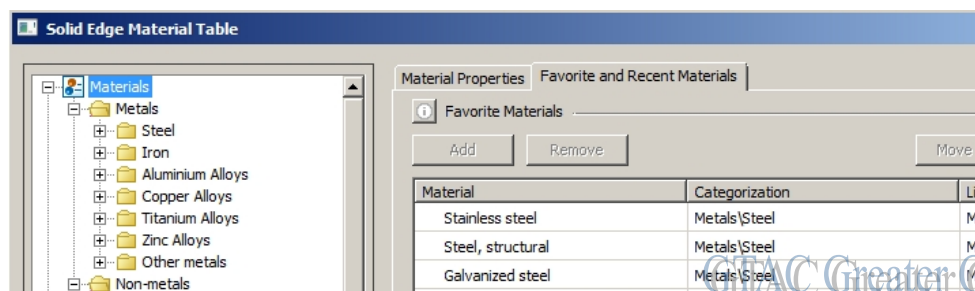 Solid Edge Material Table
Materials
Metals
Steel
Iron
Aluminium Alloys
Copper Alloys
Titanium Alloys
Zinc Alloys
Other metals
Non-metals
Material Properties
Favorite and Recent Materials
Favorite Materials
Add
Remove
Move
Material
Categorization
Stainless steel
Metals\Steel
Steel, structural
Metals\Steel
Galvanized steel
Metals\Steel
GTAC Greater